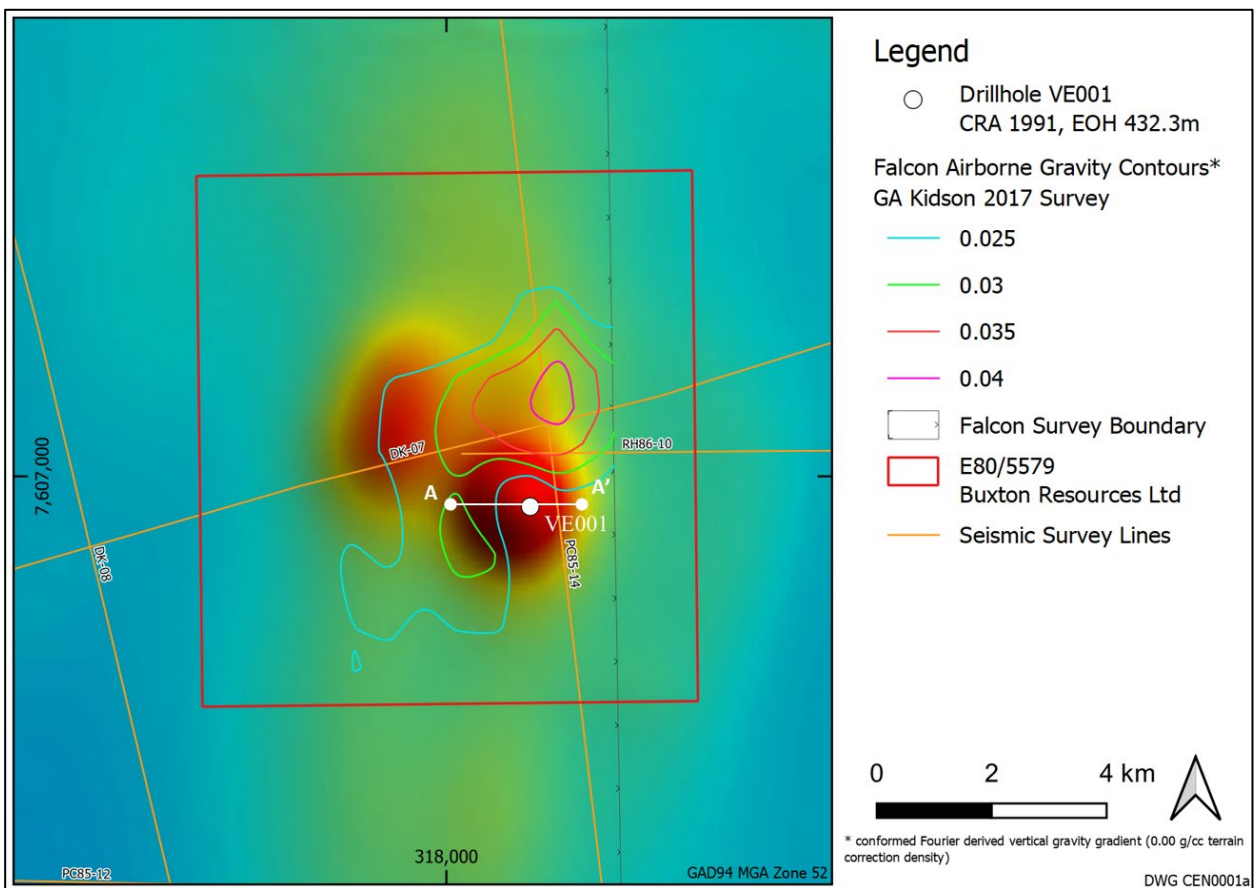 Legend
Drillhole VE001
CRA 1991, EOH 432.3m
Falcon Airborne Gravity Contours*
GA Kidson 2017 Survey
0.025
0.03
0.035
0.04
Falcon Survey Boundary
E80/5579
Buxton Resources Ltd
Seismic Survey Lines
0 2 4 km
* conformed Fourier derived vertical gravity gradient (0.00 g/cc terrain
correction density)
DWG CEN0001a
7,607,000
DK-07
RH86-10
A A'
VE001
DK-08
PC85-14
318,000
PC85-12
GAD94 MGA Zone 52